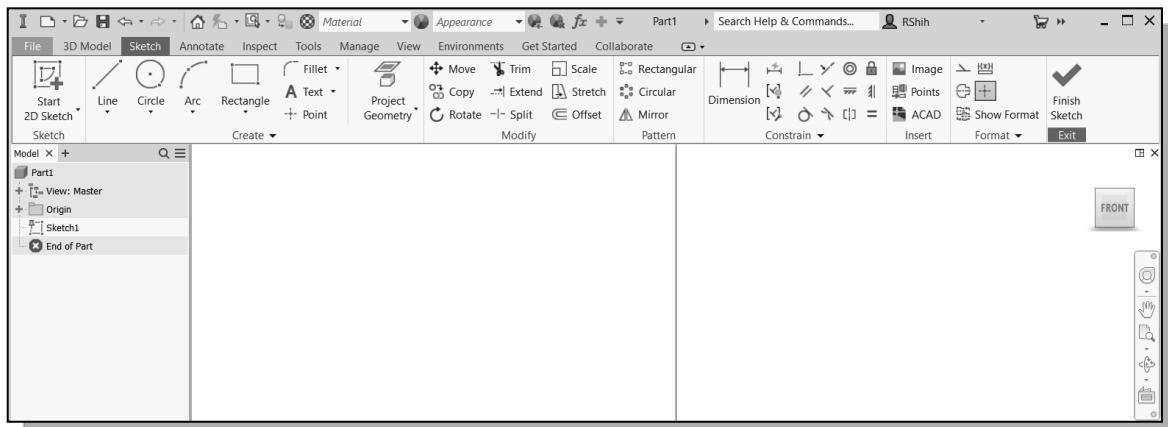 I Material Appearance fx Part1 Search Help & Commands... RShih
File 3D Model Sketch Annotate Inspect Tools Manage View Environments Get Started Collaborate
Fillet Move Trim Scale Rectangular Image
A Text Copy Extend Stretch Circular Points
Start 2D Sketch Line Circle Arc Rectangle Project Geometry Dimension Finish Sketch
Point Rotate Split Offset Mirror ACAD Show Format
Sketch Create Modify Pattern Constrain Insert Format Exit
Model × +
Part1
View: Master
Origin
Sketch1
End of Part
FRONT